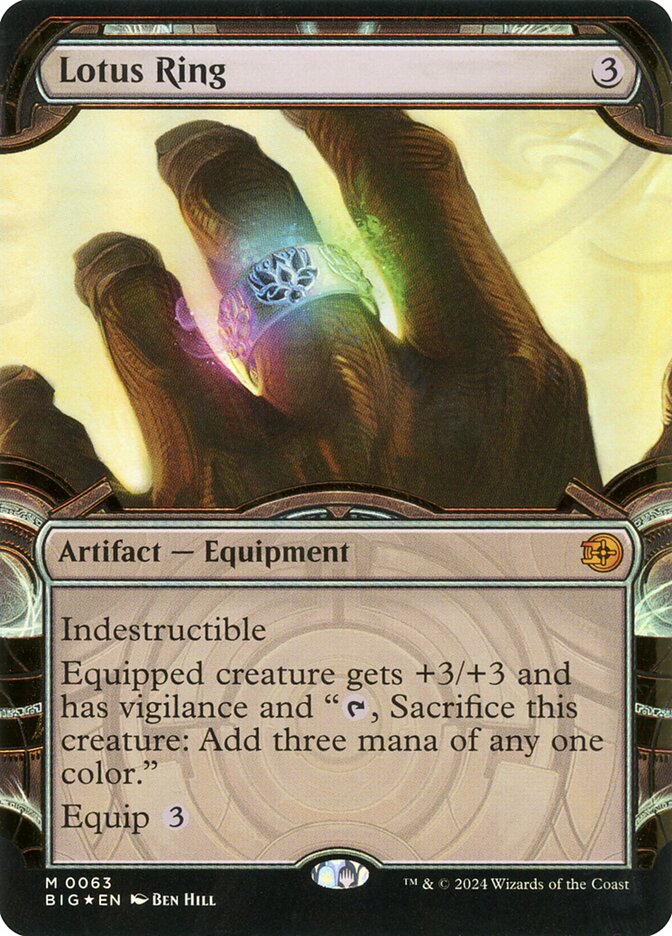 Lotus Ring 3
Artifact — Equipment
Indestructible
Equipped creature gets +3/+3 and
has vigilance and “, Sacrifice this
creature: Add three mana of any one
color.”
Equip 3
M 0063
BIG★EN Ben Hill
™ & © 2024 Wizards of the Coast